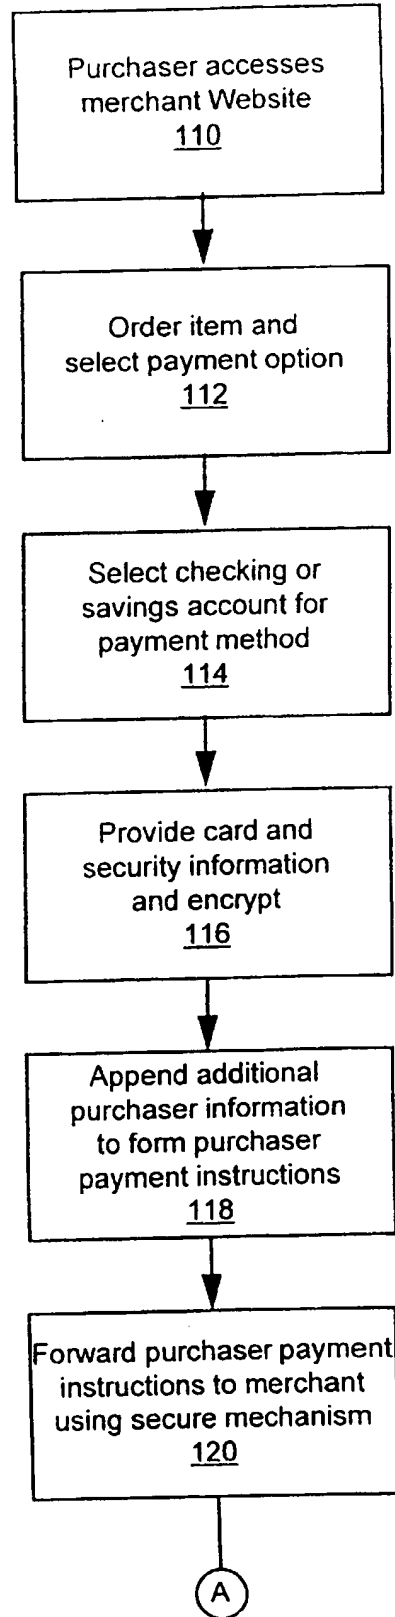 Purchaser accesses
merchant Website
110
Order item and
select payment option
112
Select checking or
savings account for
payment method
114
Provide card and
security information
and encrypt
116
Append additional
purchaser information
to form purchaser
payment instructions
118
Forward purchaser payment
instructions to merchant
using secure mechanism
120
A